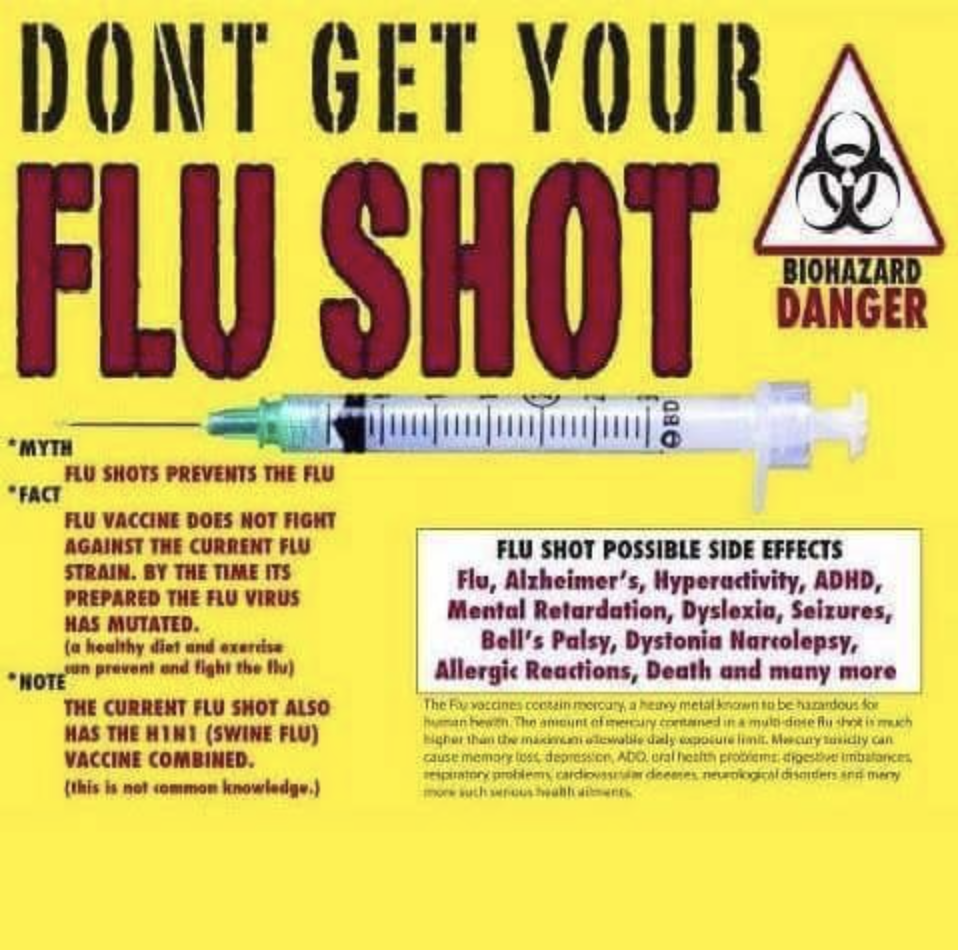 DONT GET YOUR
FLU SHOT
BIOHAZARD
DANGER
BD
*MYTH
FLU SHOTS PREVENTS THE FLU
*FACT
FLU VACCINE DOES NOT FIGHT
AGAINST THE CURRENT FLU
STRAIN. BY THE TIME ITS
PREPARED THE FLU VIRUS
HAS MUTATED.
(a healthy diet and exercise
can prevent and fight the flu)
*NOTE
THE CURRENT FLU SHOT ALSO
HAS THE H1N1 (SWINE FLU)
VACCINE COMBINED.
(this is not common knowledge.)
FLU SHOT POSSIBLE SIDE EFFECTS
Flu, Alzheimer's, Hyperactivity, ADHD,
Mental Retardation, Dyslexia, Seizures,
Bell's Palsy, Dystonia Narcolepsy,
Allergic Reactions, Death and many more
The Flu vaccines contain mercury, a heavy metal known to be hazardous for
human health. The amount of mercury contained in a multi-dose flu shot is much
higher than the maximum allowable daily exposure limit. Mercury toxicity can
cause memory loss, depression, ADD, oral health problems, digestive imbalances,
respiratory problems, cardiovascular diseases, neurological disorders and many
more such serious health ailments.